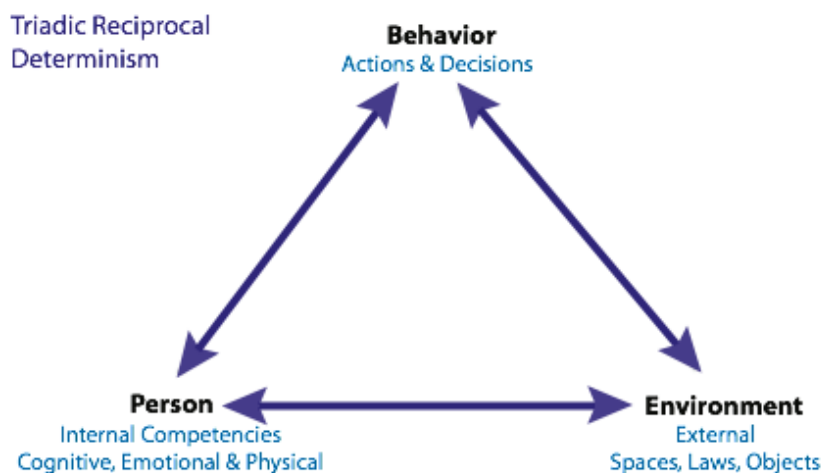 Triadic Reciprocal
Determinism
Behavior
Actions & Decisions
Person
Internal Competencies
Cognitive, Emotional & Physical
Environment
External
Spaces, Laws, Objects